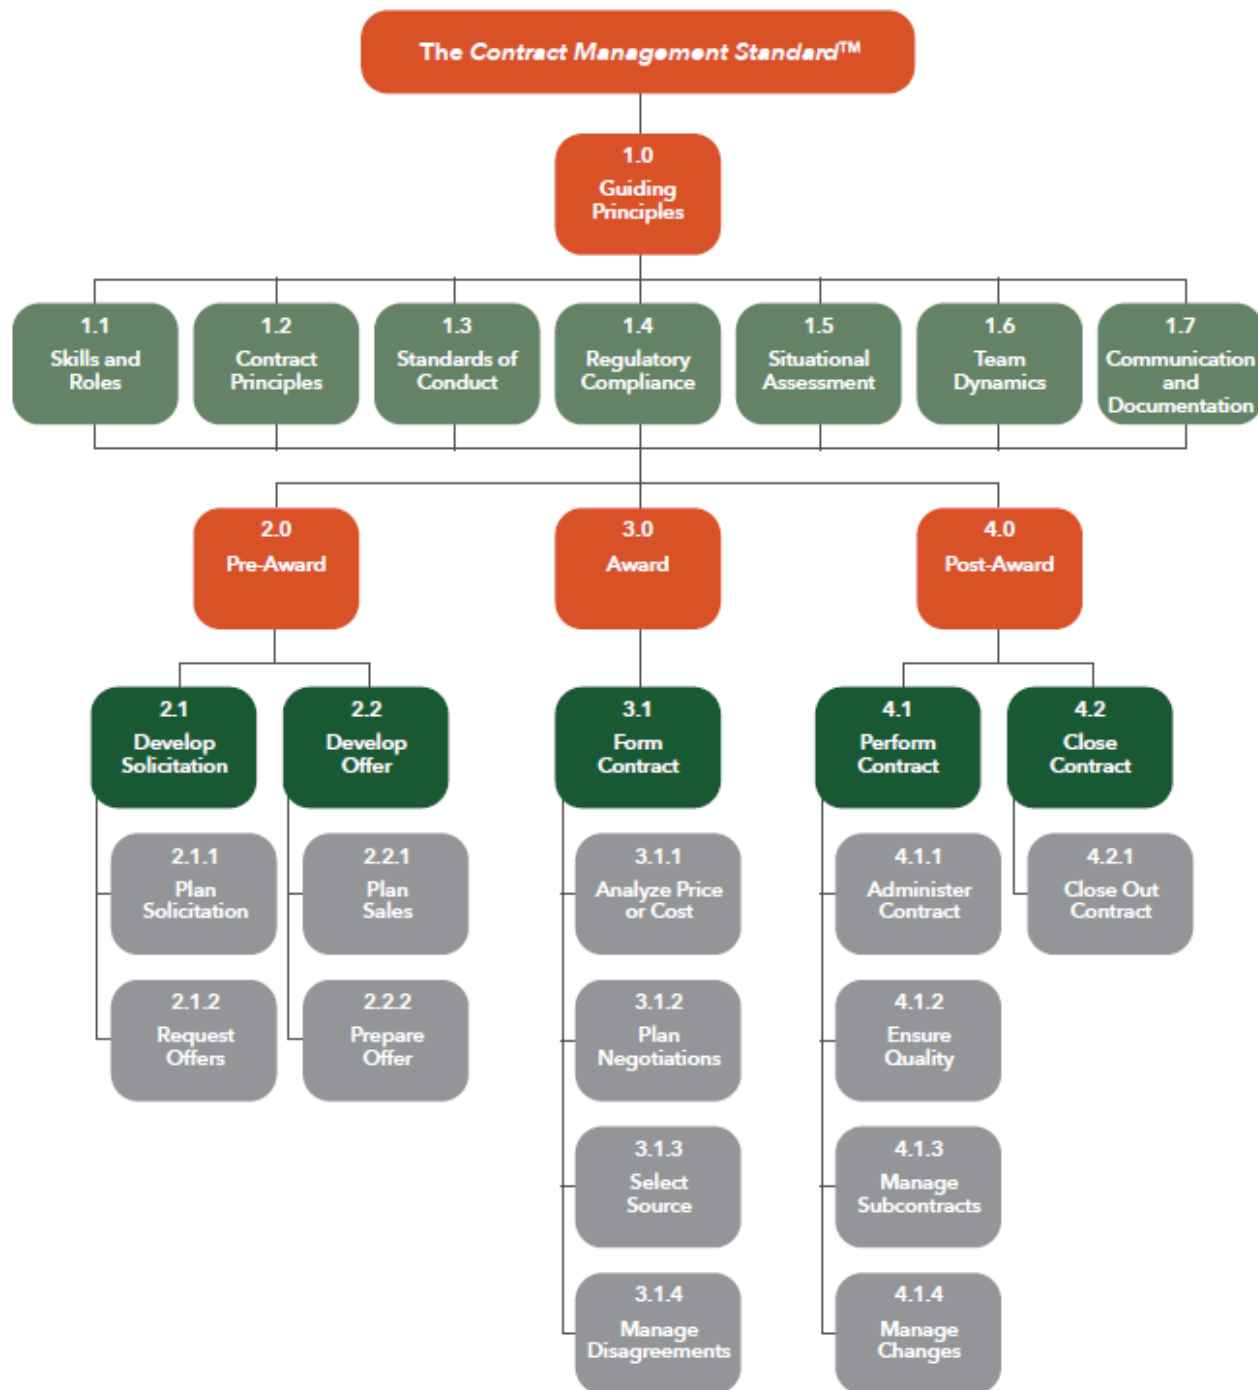 The Contract Management Standard™
1.0
Guiding
Principles
1.1
Skills and
Roles
1.2
Contract
Principles
1.3
Standards of
Conduct
1.4
Regulatory
Compliance
1.5
Situational
Assessment
1.6
Team
Dynamics
1.7
Communication
and
Documentation
2.0
Pre-Award
3.0
Award
4.0
Post-Award
2.1
Develop
Solicitation
2.2
Develop
Offer
3.1
Form
Contract
4.1
Perform
Contract
4.2
Close
Contract
2.1.1
Plan
Solicitation
2.2.1
Plan
Sales
3.1.1
Analyze Price
or Cost
4.1.1
Administer
Contract
4.2.1
Close Out
Contract
2.1.2
Request
Offers
2.2.2
Prepare
Offer
3.1.2
Plan
Negotiations
4.1.2
Ensure
Quality
3.1.3
Select
Source
4.1.3
Manage
Subcontracts
3.1.4
Manage
Disagreements
4.1.4
Manage
Changes